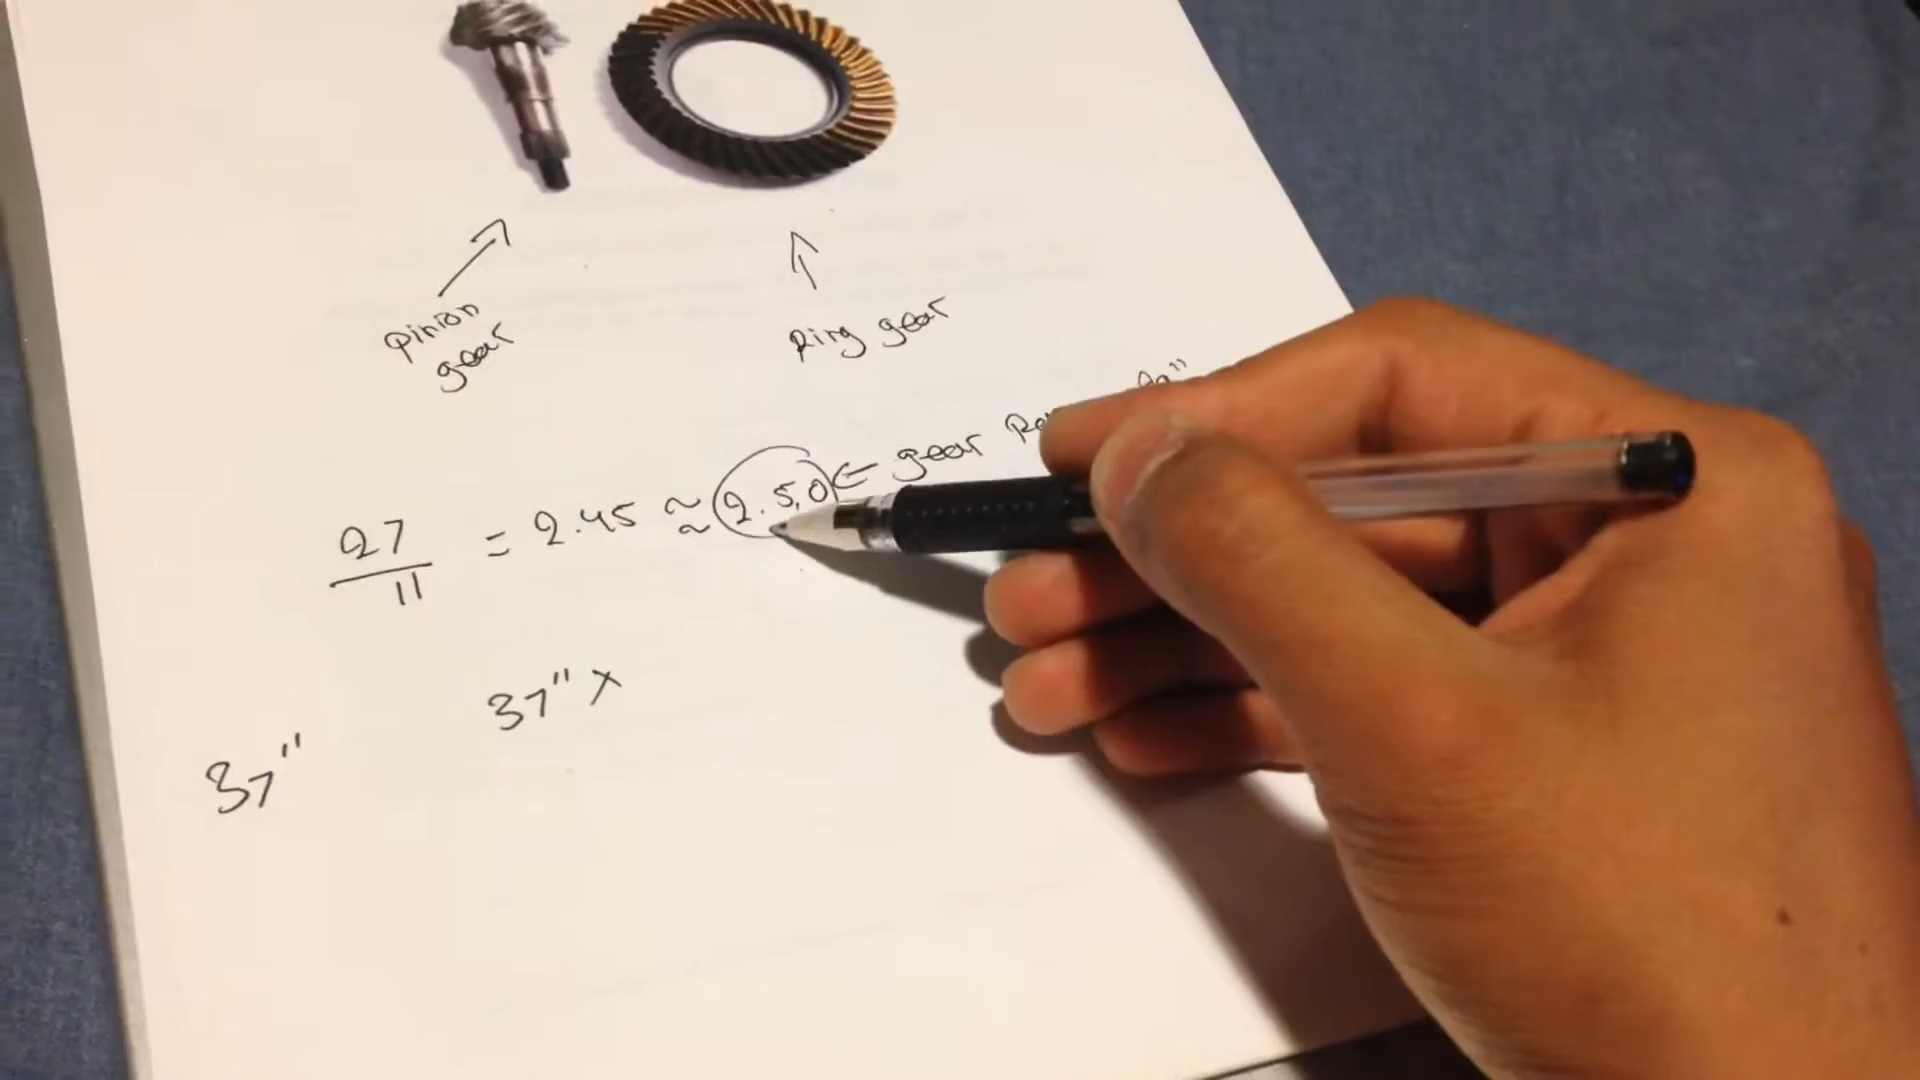 pinion
gear
Ring gear
27
11
= 2.45 ≈ 2.50 ← gear
37" x
37"